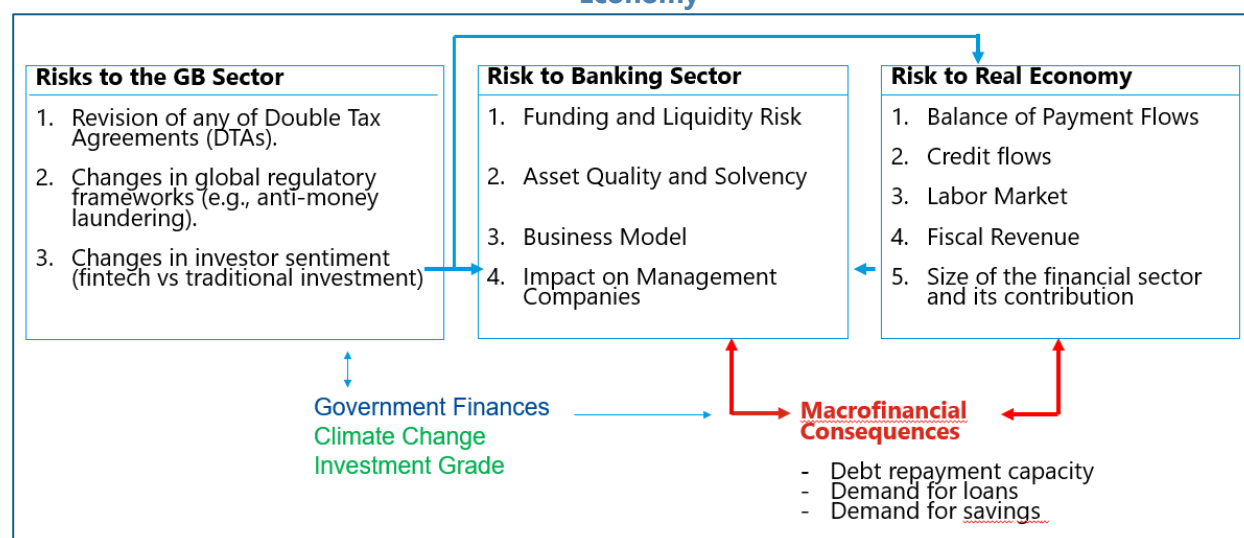 Economy
Risks to the GB Sector
1. Revision of any of Double Tax
Agreements (DTAs).
2. Changes in global regulatory
frameworks (e.g., anti-money
laundering).
3. Changes in investor sentiment
(fintech vs traditional investment)
Risk to Banking Sector
1. Funding and Liquidity Risk
2. Asset Quality and Solvency
3. Business Model
4. Impact on Management
Companies
Risk to Real Economy
1. Balance of Payment Flows
2. Credit flows
3. Labor Market
4. Fiscal Revenue
5. Size of the financial sector
and its contribution
Government Finances
Climate Change
Investment Grade
Macrofinancial
Consequences
- Debt repayment capacity
- Demand for loans
- Demand for savings